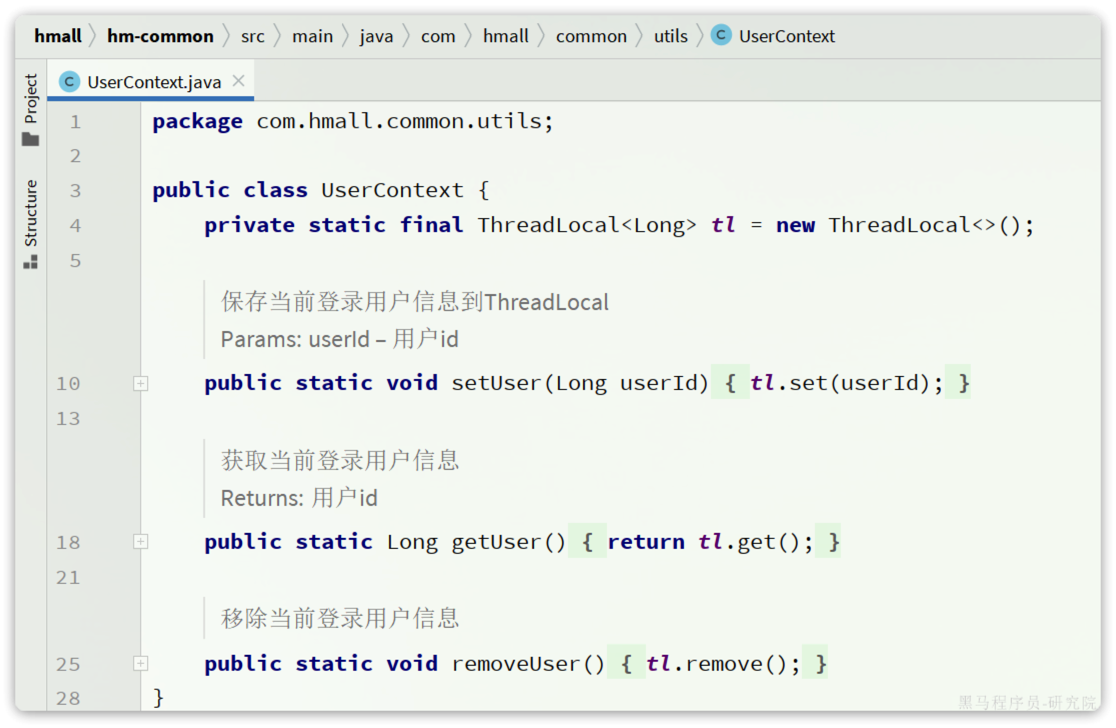 hmall hm-common src main java com hmall common utils C UserContext
Project
Structure
C UserContext.java
1 package com.hmall.common.utils;
2
3 public class UserContext {
4 private static final ThreadLocal<Long> tl = new ThreadLocal<>();
5
保存当前登录用户信息到ThreadLocal
Params: userId – 用户id
10 public static void setUser(Long userId) { tl.set(userId); }
13
获取当前登录用户信息
Returns: 用户id
18 public static Long getUser() { return tl.get(); }
21
移除当前登录用户信息
25 public static void removeUser() { tl.remove(); }
28 }
黑马程序员-研究院